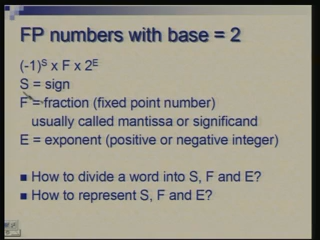 FP numbers with base = 2
(-1)ˢ x F x 2ᴱ
S = sign
F = fraction (fixed point number)
usually called mantissa or significand
E = exponent (positive or negative integer)
■ How to divide a word into S, F and E?
■ How to represent S, F and E?